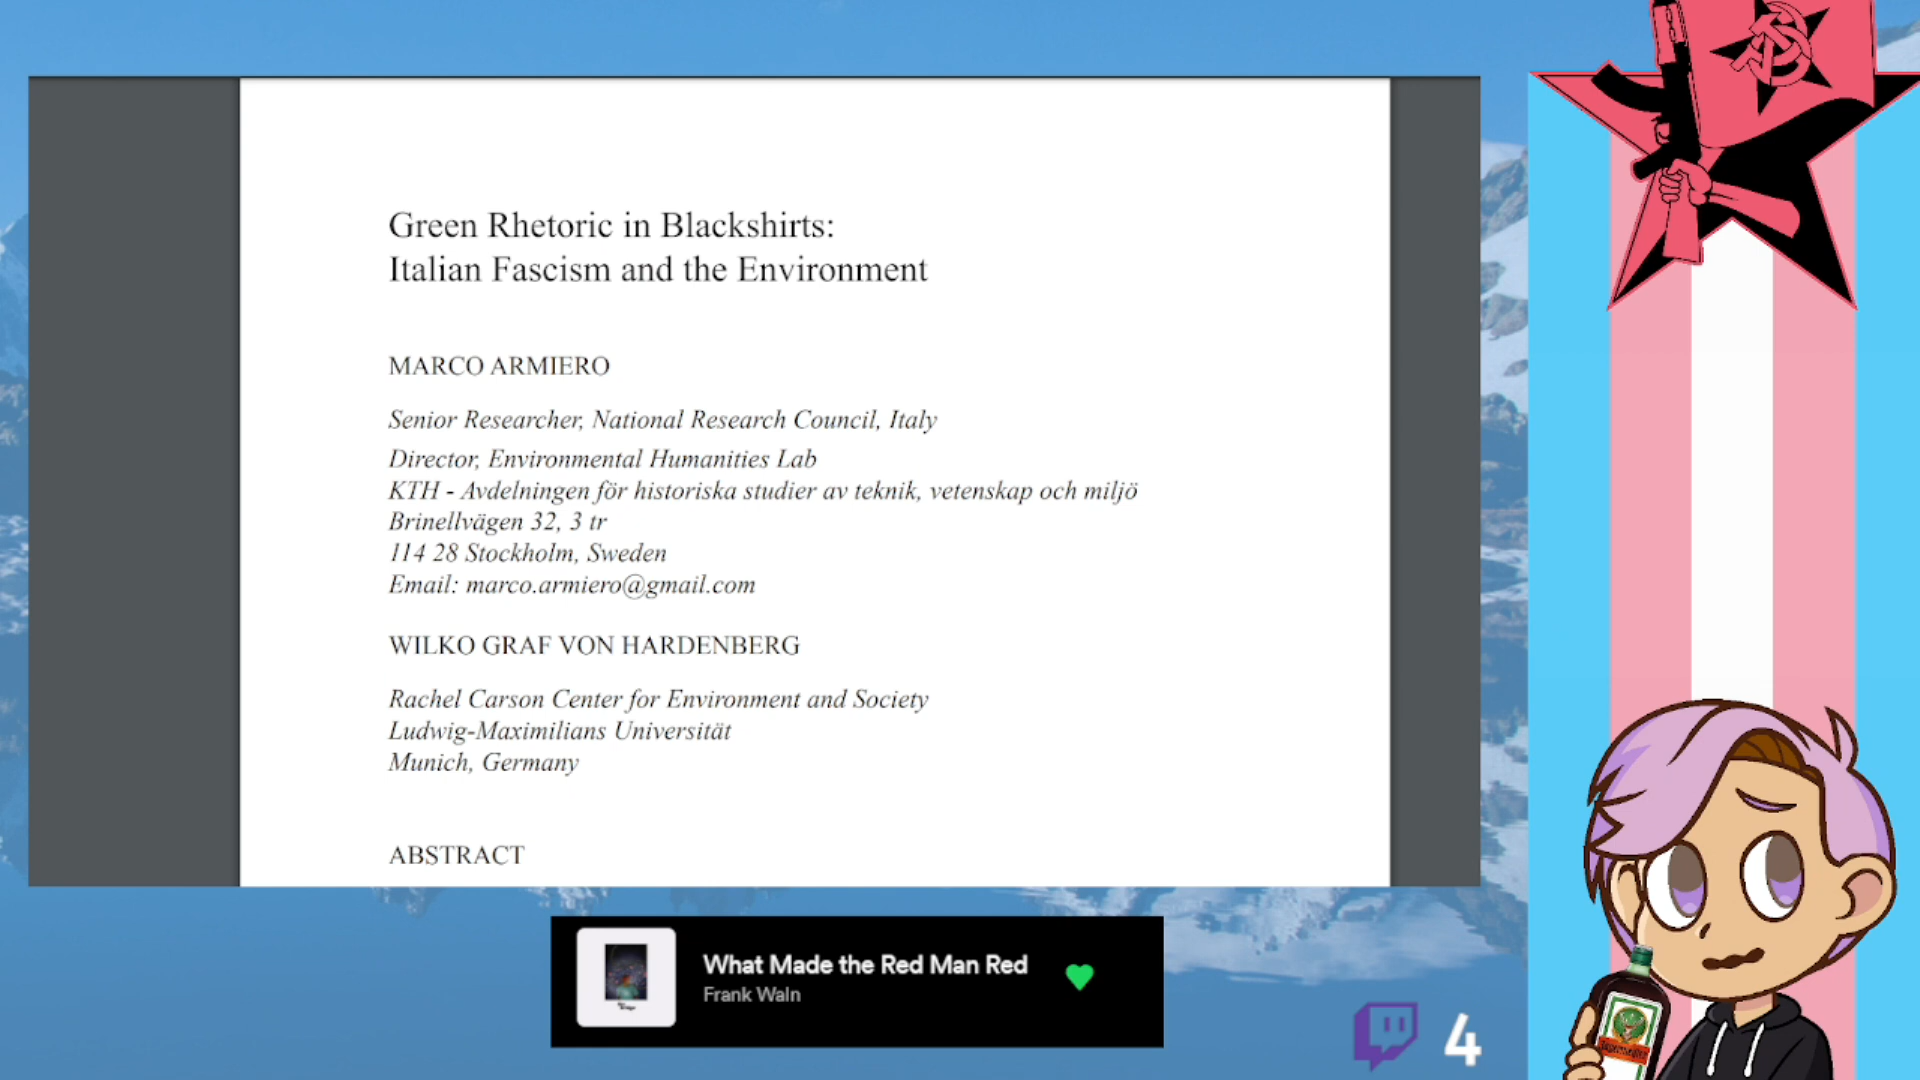 Green Rhetoric in Blackshirts:
Italian Fascism and the Environment
MARCO ARMIERO
Senior Researcher, National Research Council, Italy
Director, Environmental Humanities Lab
KTH - Avdelningen för historiska studier av teknik, vetenskap och miljö
Brinellvägen 32, 3 tr
114 28 Stockholm, Sweden
Email: marco.armiero@gmail.com
WILKO GRAF VON HARDENBERG
Rachel Carson Center for Environment and Society
Ludwig-Maximilians Universität
Munich, Germany
ABSTRACT
What Made the Red Man Red
Frank Waln
4
Jägermeister